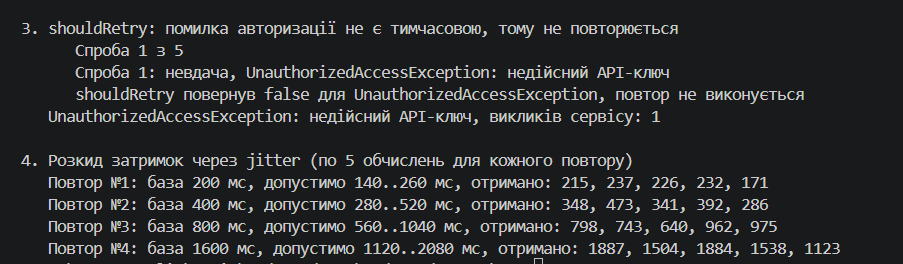 3. shouldRetry: помилка авторизації не є тимчасовою, тому не повторюється
Спроба 1 з 5
Спроба 1: невдача, UnauthorizedAccessException: недійсний API-ключ
shouldRetry повернув false для UnauthorizedAccessException, повтор не виконується
UnauthorizedAccessException: недійсний API-ключ, викликів сервісу: 1
4. Розкид затримок через jitter (по 5 обчислень для кожного повтору)
Повтор №1: база 200 мс, допустимо 140..260 мс, отримано: 215, 237, 226, 232, 171
Повтор №2: база 400 мс, допустимо 280..520 мс, отримано: 348, 473, 341, 392, 286
Повтор №3: база 800 мс, допустимо 560..1040 мс, отримано: 798, 743, 640, 962, 975
Повтор №4: база 1600 мс, допустимо 1120..2080 мс, отримано: 1887, 1504, 1884, 1538, 1123